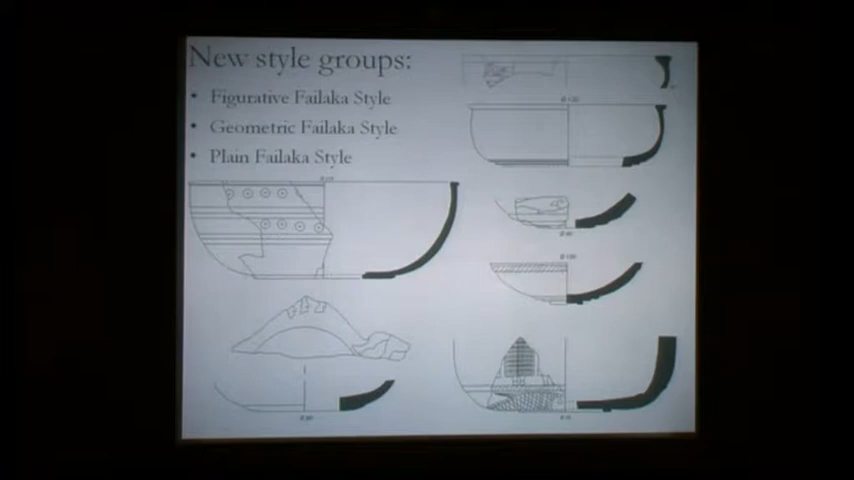 New style groups:
• Figurative Failaka Style
• Geometric Failaka Style
• Plain Failaka Style